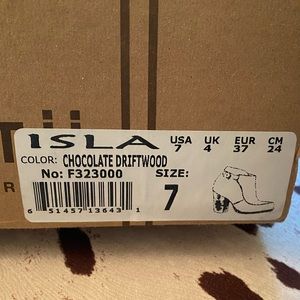 ISLA
USA UK EUR CM
7 4 37 24
COLOR: CHOCOLATE DRIFTWOOD
No: F323000 SIZE:
7
6 51457 13643 1
R